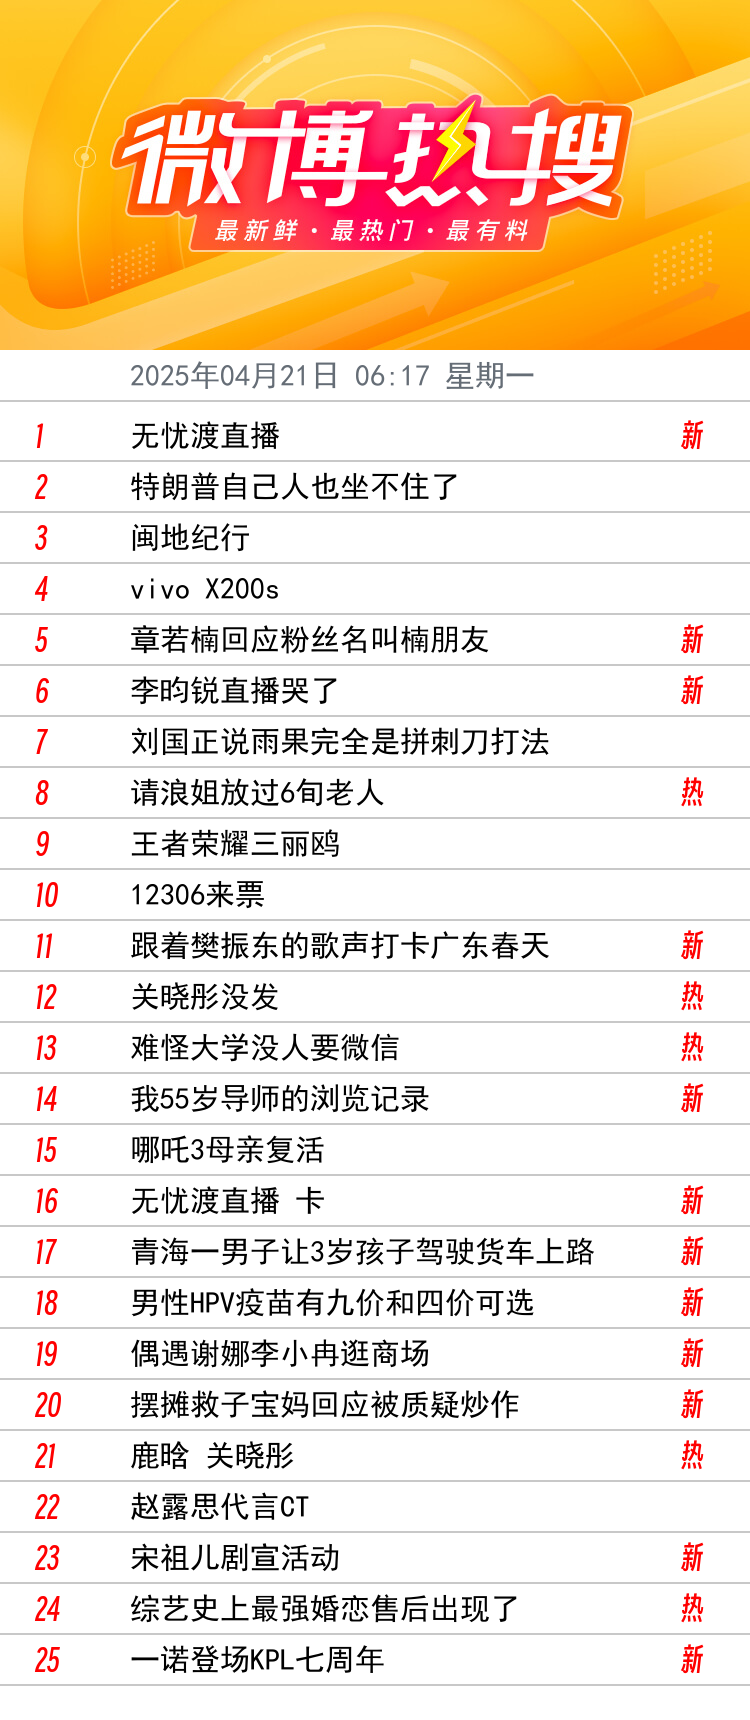 微博热搜
最新鲜·最热门·最有料
2025年04月21日 06:17 星期一
1 无忧渡直播 新
2 特朗普自己人也坐不住了
3 闽地纪行
4 vivo X200s
5 章若楠回应粉丝名叫楠朋友 新
6 李昀锐直播哭了 新
7 刘国正说雨果完全是拼刺刀打法
8 请浪姐放过6旬老人 热
9 王者荣耀三丽鸥
10 12306来票
11 跟着樊振东的歌声打卡广东春天 新
12 关晓彤没发 热
13 难怪大学没人要微信 热
14 我55岁导师的浏览记录 新
15 哪吒3母亲复活
16 无忧渡直播 卡 新
17 青海一男子让3岁孩子驾驶货车上路 新
18 男性HPV疫苗有九价和四价可选 新
19 偶遇谢娜李小冉逛商场 新
20 摆摊救子宝妈回应被质疑炒作 新
21 鹿晗 关晓彤 热
22 赵露思代言CT
23 宋祖儿剧宣活动 新
24 综艺史上最强婚恋售后出现了 热
25 一诺登场KPL七周年 新